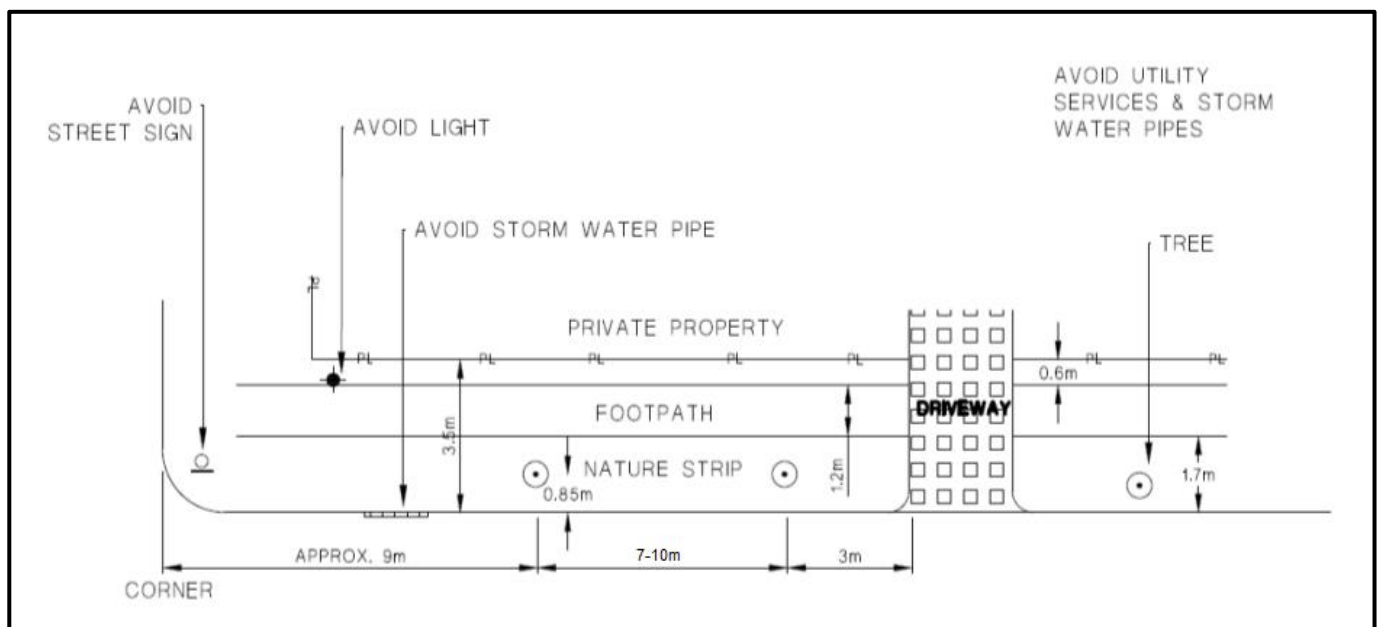 AVOID
STREET SIGN
AVOID LIGHT
AVOID UTILITY
SERVICES & STORM
WATER PIPES
AVOID STORM WATER PIPE
TREE
PL
PRIVATE PROPERTY
PL PL PL PL PL PL PL
0.6m
FOOTPATH
DRIVEWAY
3.5m
NATURE STRIP
1.2m
1.7m
0.85m
APPROX. 9m
7-10m
3m
CORNER